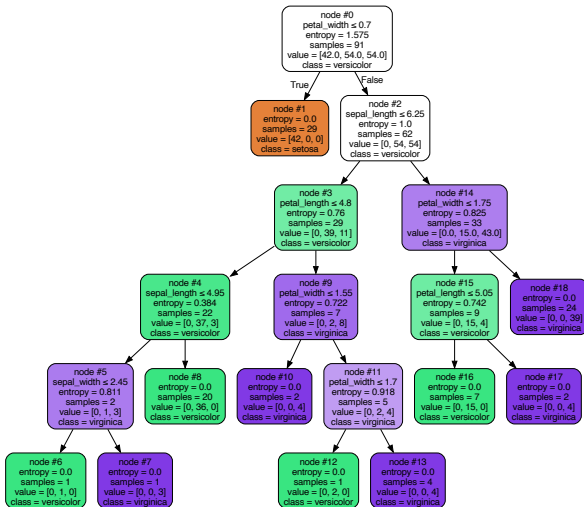 node #0
petal_width ≤ 0.7
entropy = 1.575
samples = 91
value = [42.0, 54.0, 54.0]
class = versicolor
True
False
node #1
entropy = 0.0
samples = 29
value = [42, 0, 0]
class = setosa
node #2
sepal_length ≤ 6.25
entropy = 1.0
samples = 62
value = [0, 54, 54]
class = versicolor
node #3
petal_length ≤ 4.8
entropy = 0.76
samples = 29
value = [0, 39, 11]
class = versicolor
node #14
petal_width ≤ 1.75
entropy = 0.825
samples = 33
value = [0.0, 15.0, 43.0]
class = virginica
node #4
sepal_length ≤ 4.95
entropy = 0.384
samples = 22
value = [0, 37, 3]
class = versicolor
node #9
petal_width ≤ 1.55
entropy = 0.722
samples = 7
value = [0, 2, 8]
class = virginica
node #15
petal_length ≤ 5.05
entropy = 0.742
samples = 9
value = [0, 15, 4]
class = versicolor
node #18
entropy = 0.0
samples = 24
value = [0, 0, 39]
class = virginica
node #5
sepal_width ≤ 2.45
entropy = 0.811
samples = 2
value = [0, 1, 3]
class = virginica
node #8
entropy = 0.0
samples = 20
value = [0, 36, 0]
class = versicolor
node #10
entropy = 0.0
samples = 2
value = [0, 0, 4]
class = virginica
node #11
petal_width ≤ 1.7
entropy = 0.918
samples = 5
value = [0, 2, 4]
class = virginica
node #16
entropy = 0.0
samples = 7
value = [0, 15, 0]
class = versicolor
node #17
entropy = 0.0
samples = 2
value = [0, 0, 4]
class = virginica
node #6
entropy = 0.0
samples = 1
value = [0, 1, 0]
class = versicolor
node #7
entropy = 0.0
samples = 1
value = [0, 0, 3]
class = virginica
node #12
entropy = 0.0
samples = 1
value = [0, 2, 0]
class = versicolor
node #13
entropy = 0.0
samples = 4
value = [0, 0, 4]
class = virginica